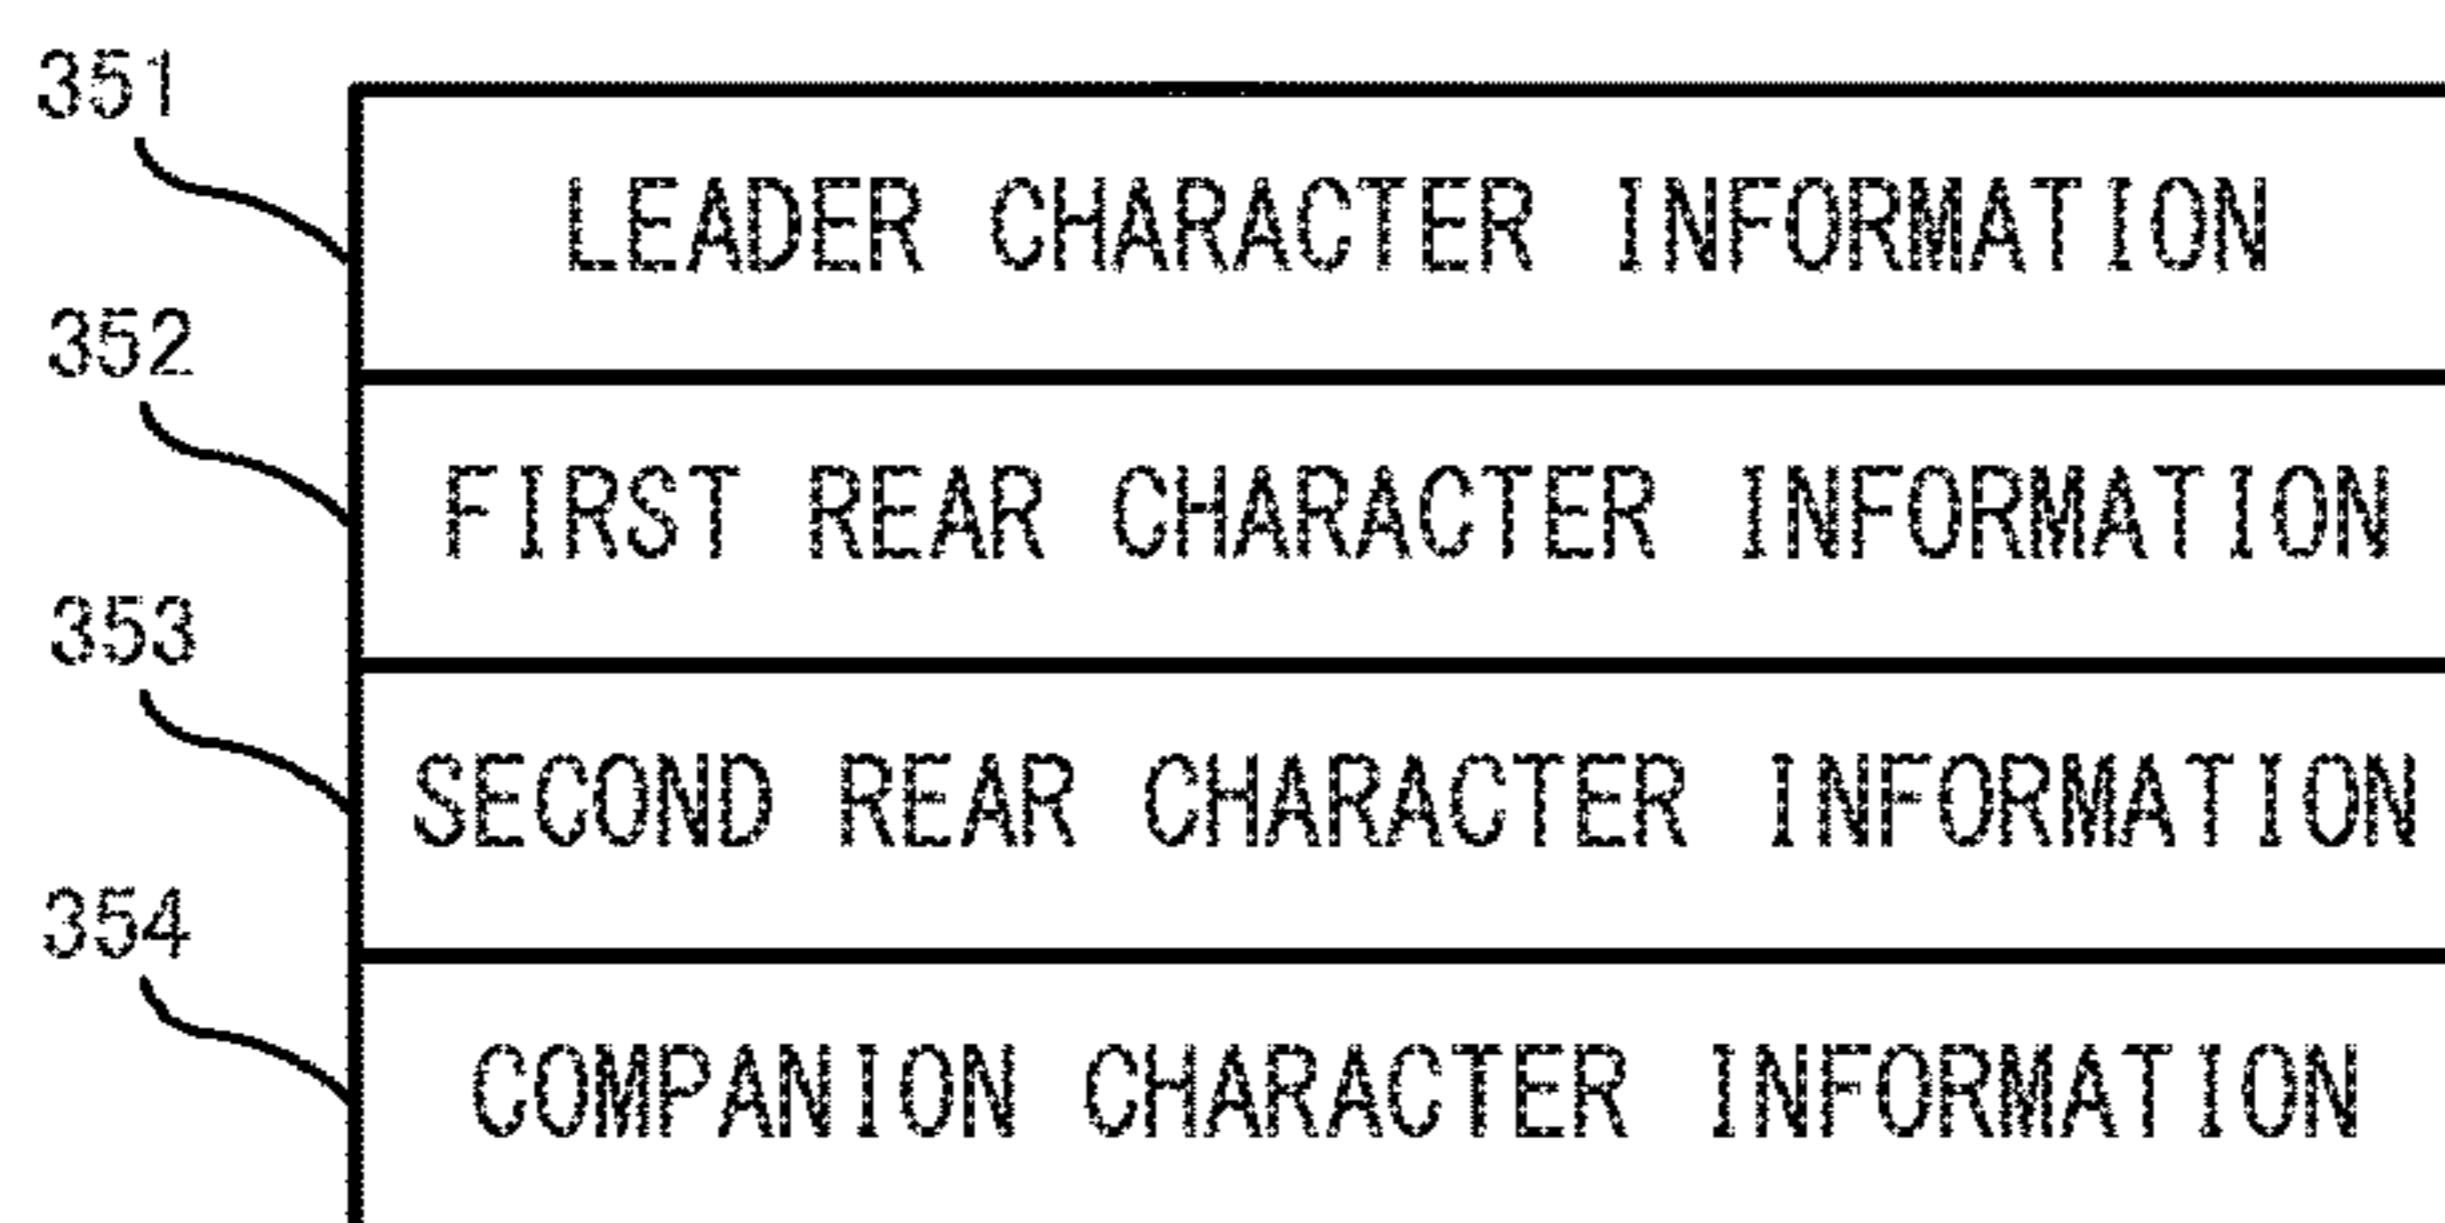 351
LEADER CHARACTER INFORMATION
352
FIRST REAR CHARACTER INFORMATION
353
SECOND REAR CHARACTER INFORMATION
354
COMPANION CHARACTER INFORMATION